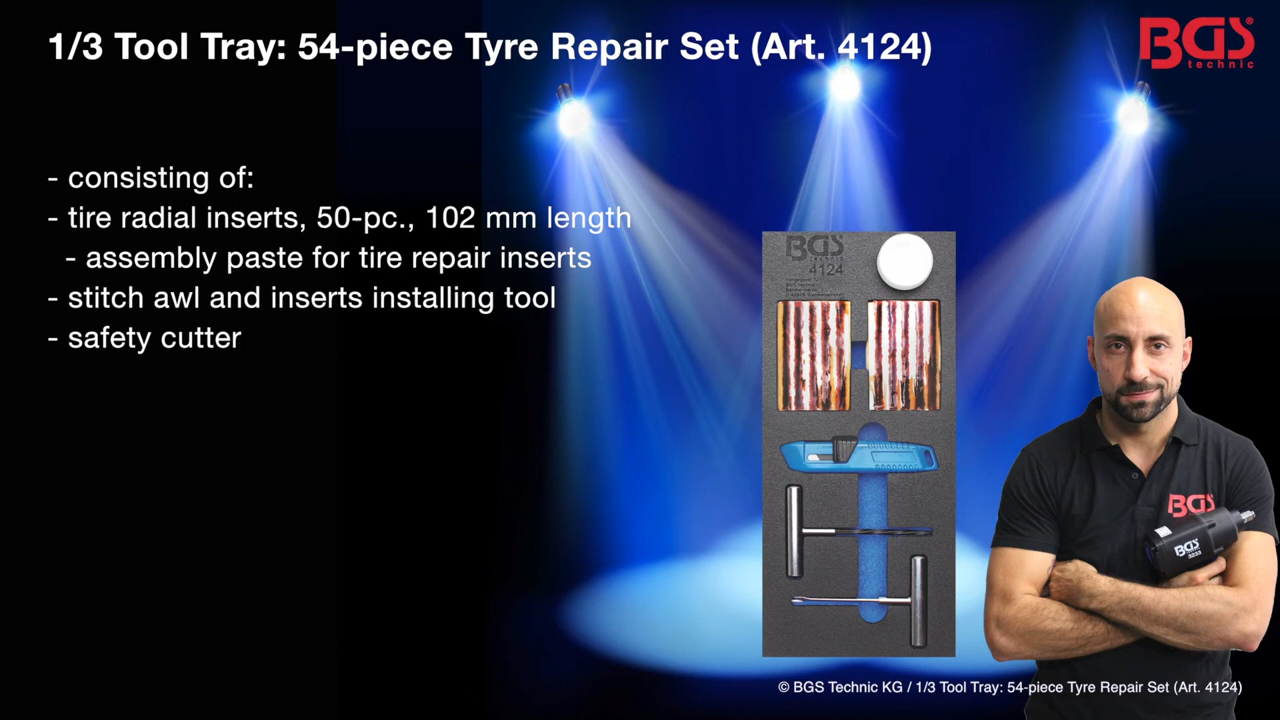 1/3 Tool Tray: 54-piece Tyre Repair Set (Art. 4124)
BGS
technic
- consisting of:
- tire radial inserts, 50-pc., 102 mm length
- assembly paste for tire repair inserts
- stitch awl and inserts installing tool
- safety cutter
BGS
technic
4124
BGS
BGS
3233
© BGS Technic KG / 1/3 Tool Tray: 54-piece Tyre Repair Set (Art. 4124)